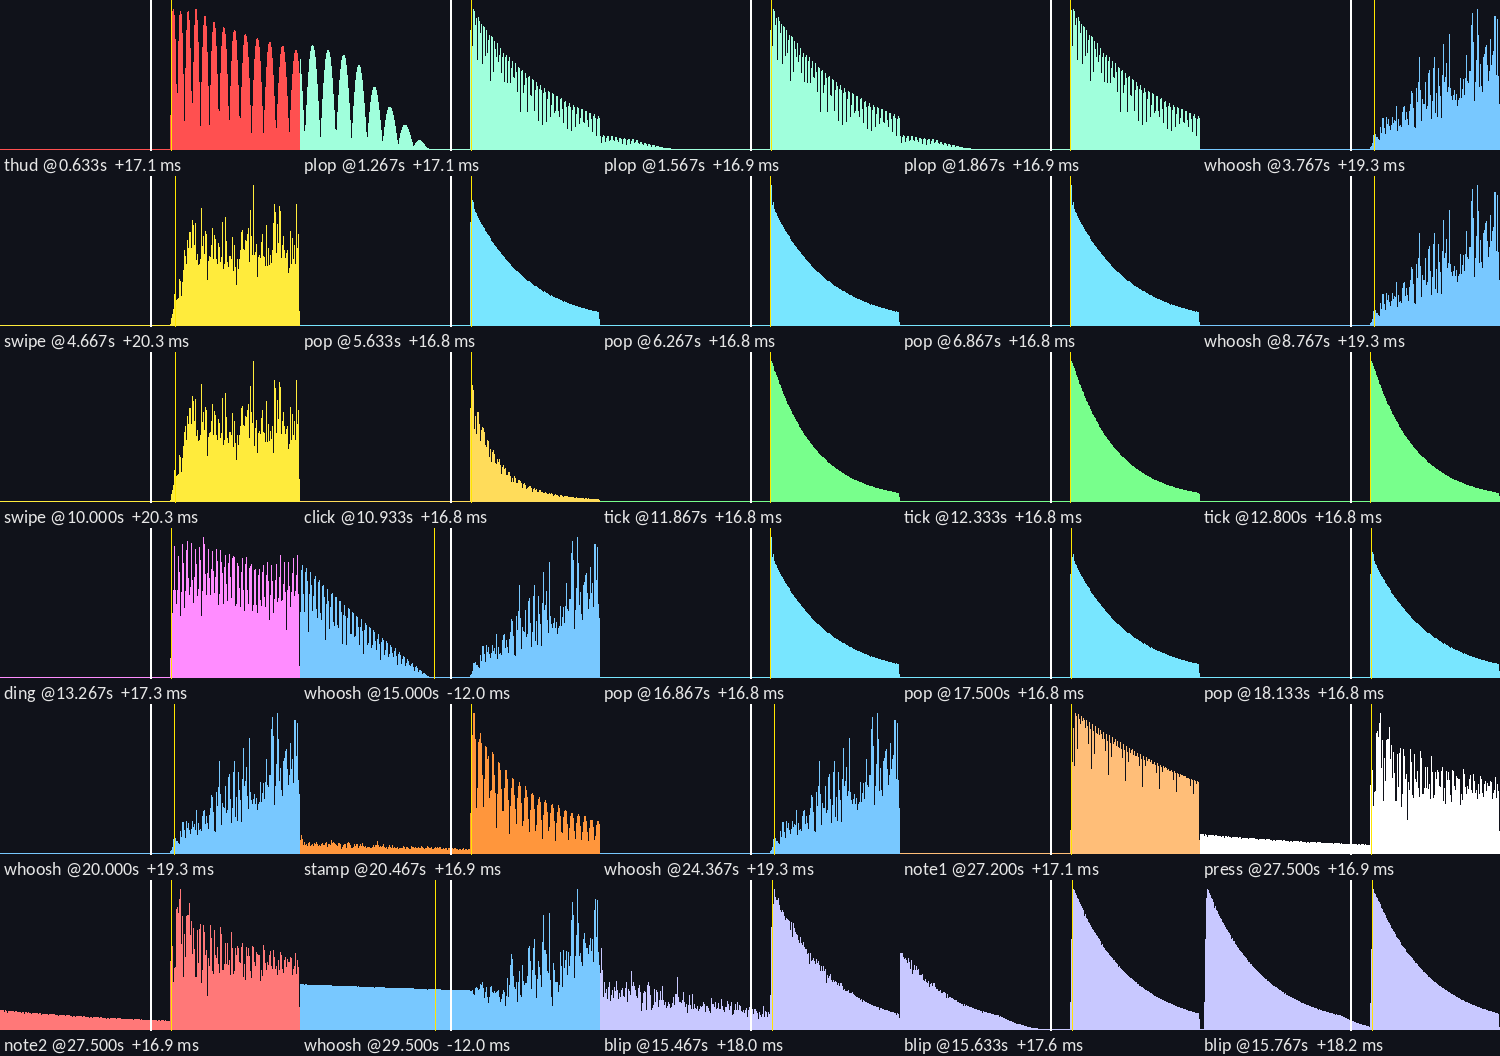 thud @0.633s +17.1 ms plop @1.267s +17.1 ms plop @1.567s +16.9 ms plop @1.867s +16.9 ms whoosh @3.767s +19.3 ms
swipe @4.667s +20.3 ms pop @5.633s +16.8 ms pop @6.267s +16.8 ms pop @6.867s +16.8 ms whoosh @8.767s +19.3 ms
swipe @10.000s +20.3 ms click @10.933s +16.8 ms tick @11.867s +16.8 ms tick @12.333s +16.8 ms tick @12.800s +16.8 ms
ding @13.267s +17.3 ms whoosh @15.000s -12.0 ms pop @16.867s +16.8 ms pop @17.500s +16.8 ms pop @18.133s +16.8 ms
whoosh @20.000s +19.3 ms stamp @20.467s +16.9 ms whoosh @24.367s +19.3 ms note1 @27.200s +17.1 ms press @27.500s +16.9 ms
note2 @27.500s +16.9 ms whoosh @29.500s -12.0 ms blip @15.467s +18.0 ms blip @15.633s +17.6 ms blip @15.767s +18.2 ms